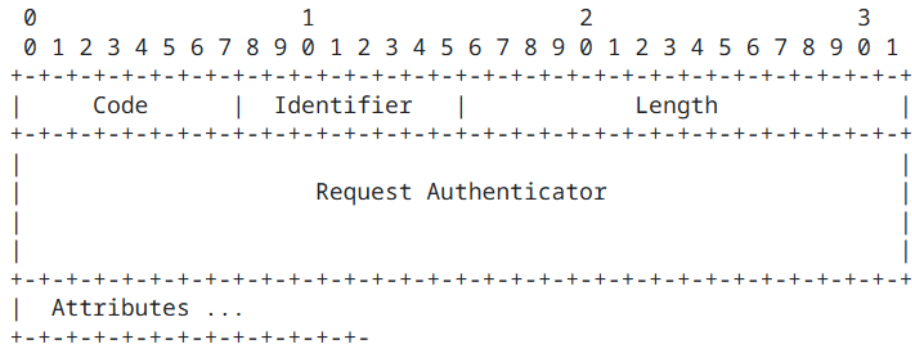 0                   1                   2                   3
 0 1 2 3 4 5 6 7 8 9 0 1 2 3 4 5 6 7 8 9 0 1 2 3 4 5 6 7 8 9 0 1
+-+-+-+-+-+-+-+-+-+-+-+-+-+-+-+-+-+-+-+-+-+-+-+-+-+-+-+-+-+-+-+-+
|     Code      |  Identifier   |            Length             |
+-+-+-+-+-+-+-+-+-+-+-+-+-+-+-+-+-+-+-+-+-+-+-+-+-+-+-+-+-+-+-+-+
|                                                               |
|                     Request Authenticator                     |
|                                                               |
|                                                               |
+-+-+-+-+-+-+-+-+-+-+-+-+-+-+-+-+-+-+-+-+-+-+-+-+-+-+-+-+-+-+-+-+
|  Attributes ...
+-+-+-+-+-+-+-+-+-+-+-+-+-